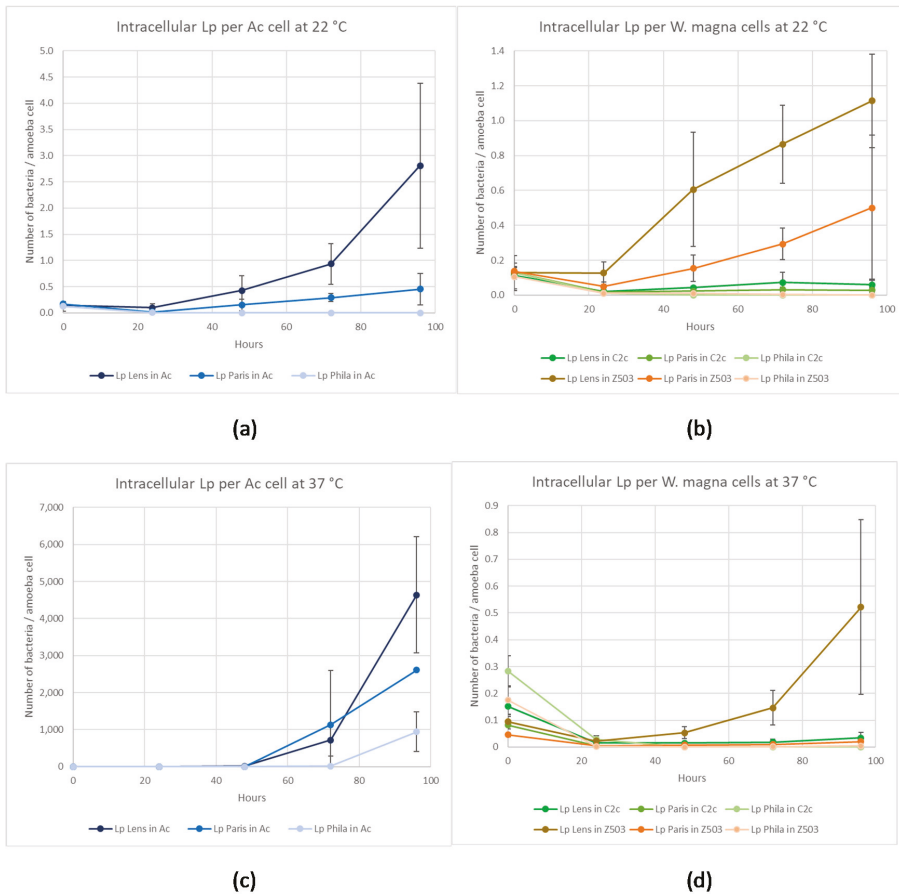 Intracellular Lp per Ac cell at 22 °C
Number of bacteria / amoeba cell
5.0
4.5
4.0
3.5
3.0
2.5
2.0
1.5
1.0
0.5
0.0
0 20 40 60 80 100
Hours
Lp Lens in Ac Lp Paris in Ac Lp Phila in Ac
(a)
Intracellular Lp per W. magna cells at 22 °C
Number of bacteria / amoeba cell
1.4
1.2
1.0
0.8
0.6
0.4
0.2
0.0
0 20 40 60 80 100
Hours
Lp Lens in C2c Lp Paris in C2c Lp Phila in C2c
Lp Lens in Z503 Lp Paris in Z503 Lp Phila in Z503
(b)
Intracellular Lp per Ac cell at 37 °C
Number of bacteria / amoeba cell
7,000
6,000
5,000
4,000
3,000
2,000
1,000
0
0 20 40 60 80 100
Hours
Lp Lens in Ac Lp Paris in Ac Lp Phila in Ac
(c)
Intracellular Lp per W. magna cells at 37 °C
Number of bacteria / amoeba cell
0.9
0.8
0.7
0.6
0.5
0.4
0.3
0.2
0.1
0
0 20 40 60 80 100
Hours
Lp Lens in C2c Lp Paris in C2c Lp Phila in C2c
Lp Lens in Z503 Lp Paris in Z503 Lp Phila in Z503
(d)